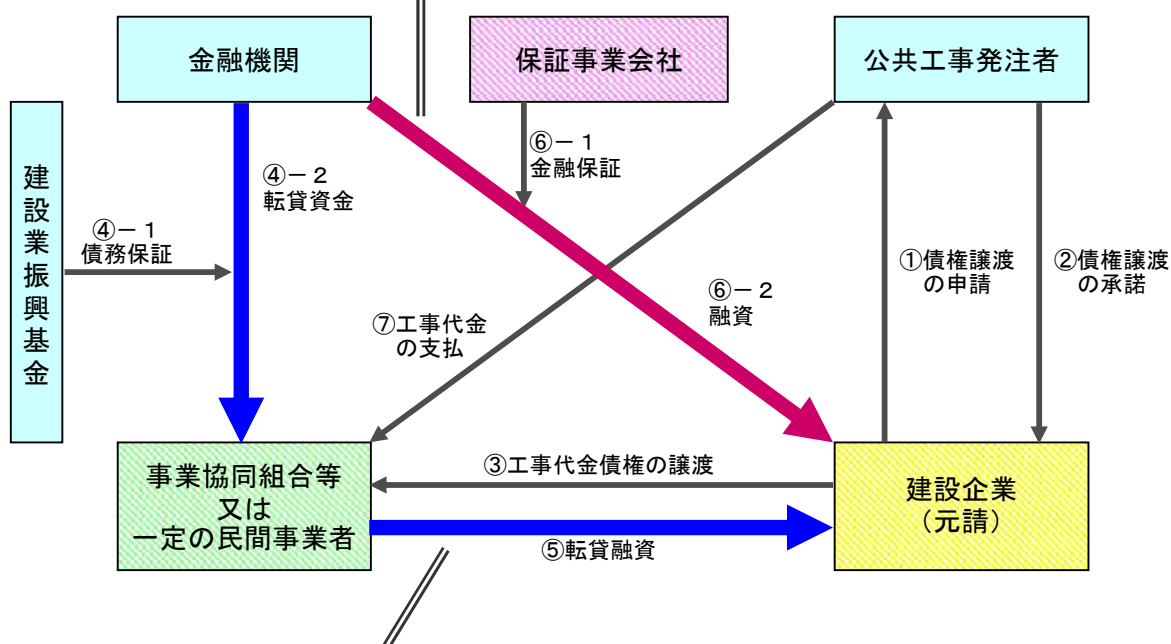 金融機関
保証事業会社
公共工事発注者
建設業振興基金
④－1
債務保証
④－2
転貸資金
⑥－1
金融保証
⑥－2
融資
①債権譲渡
の申請
②債権譲渡
の承諾
⑦工事代金
の支払
③工事代金債権の譲渡
⑤転貸融資
事業協同組合等
又は
一定の民間事業者
建設企業
（元請）